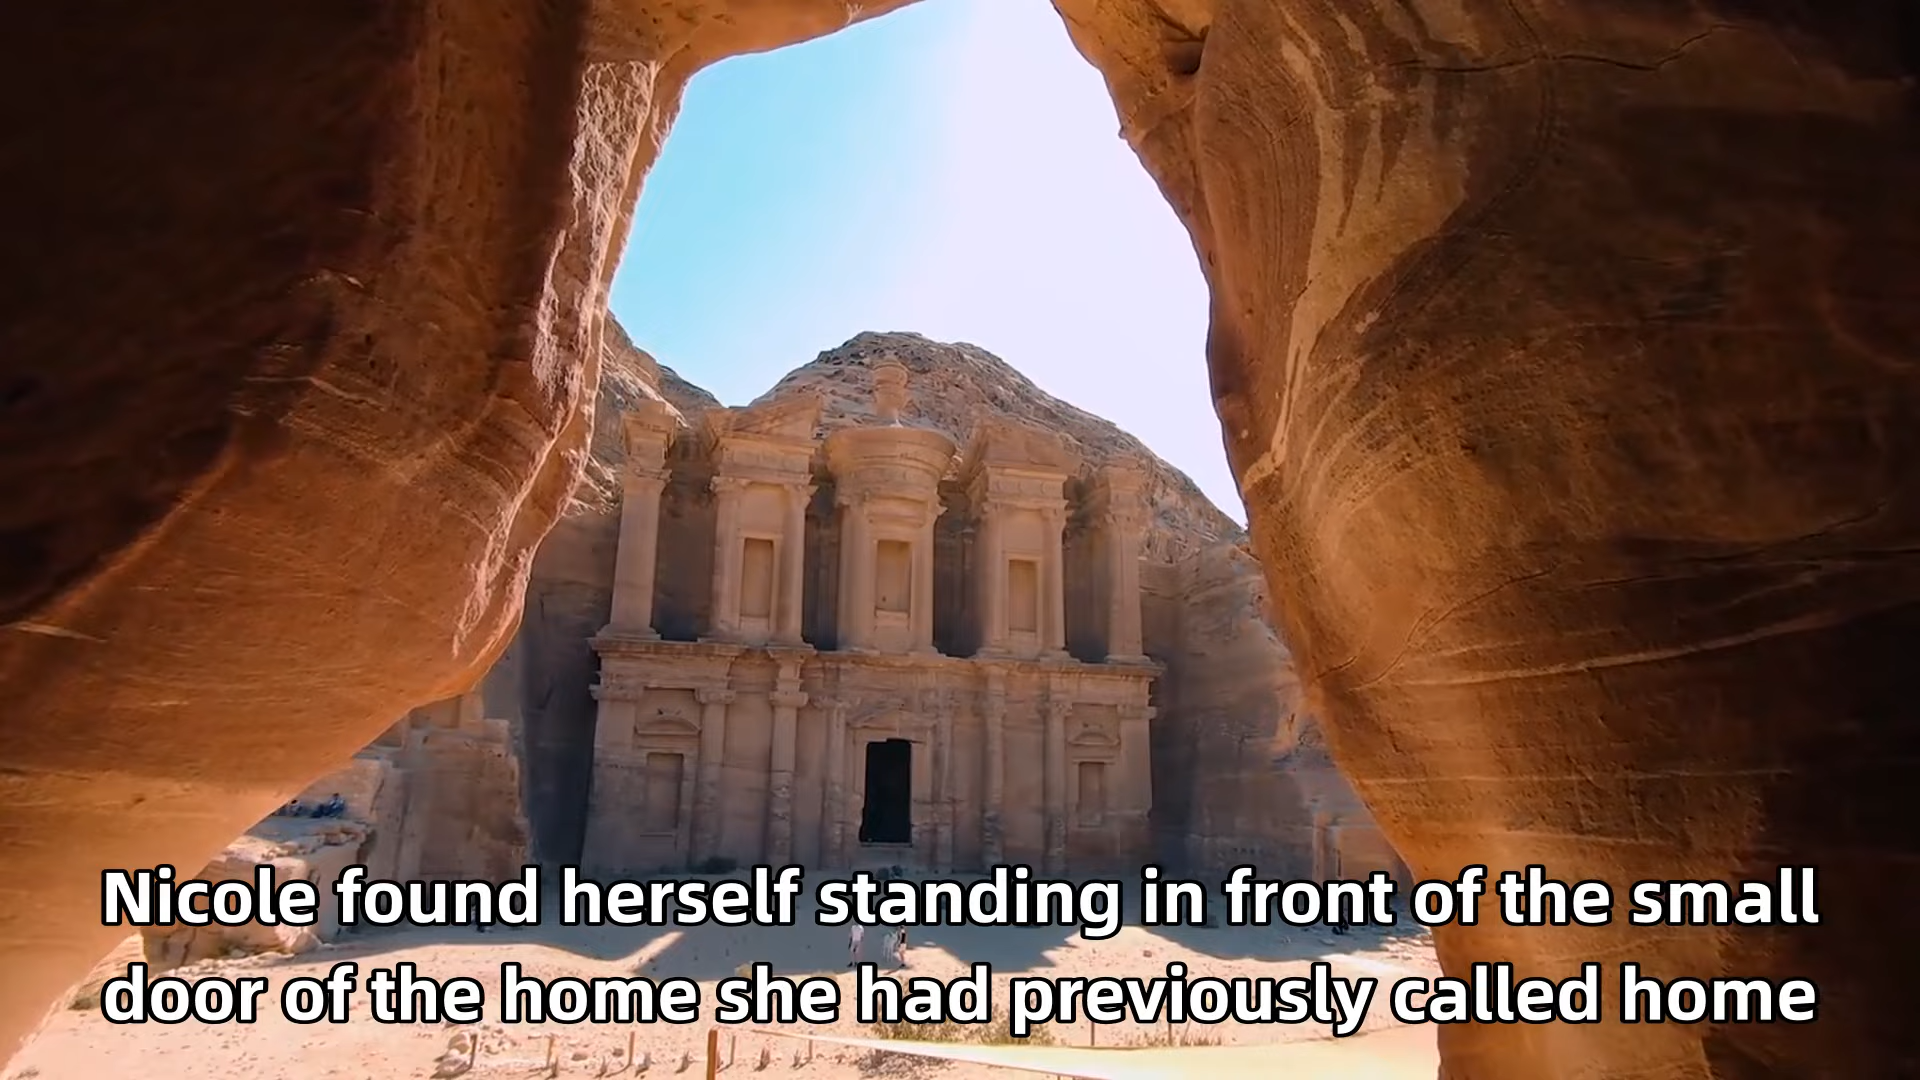 Nicole found herself standing in front of the small
door of the home she had previously called home